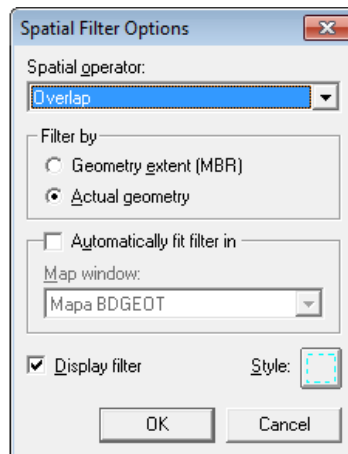 Spatial Filter Options
Spatial operator:
Overlap
Filter by
Geometry extent (MBR)
Actual geometry
Automatically fit filter in
Map window:
Mapa BDGEOT
Display filter Style:
OK Cancel